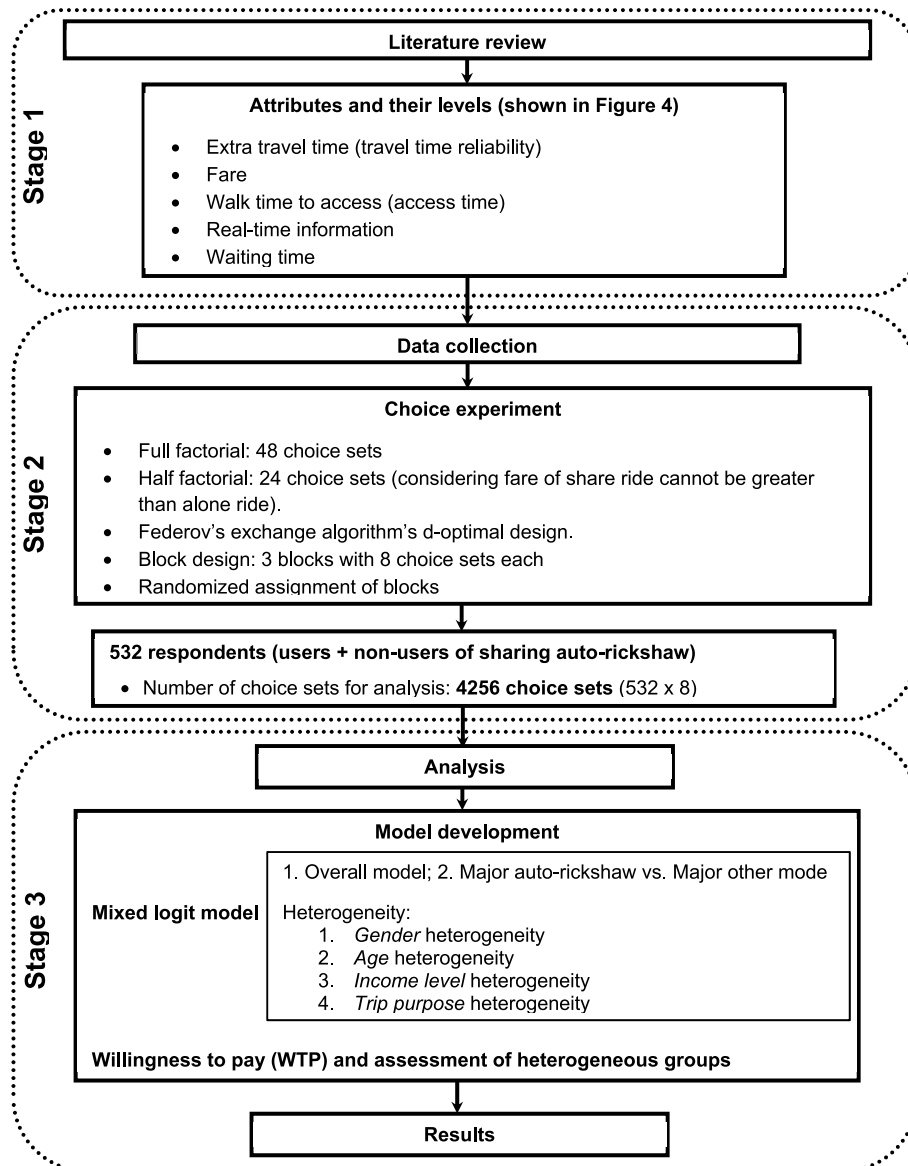 Stage 1
Literature review
Attributes and their levels (shown in Figure 4)
• Extra travel time (travel time reliability)
• Fare
• Walk time to access (access time)
• Real-time information
• Waiting time
Stage 2
Data collection
Choice experiment
• Full factorial: 48 choice sets
• Half factorial: 24 choice sets (considering fare of share ride cannot be greater
than alone ride).
• Federov's exchange algorithm's d-optimal design.
• Block design: 3 blocks with 8 choice sets each
• Randomized assignment of blocks
532 respondents (users + non-users of sharing auto-rickshaw)
• Number of choice sets for analysis: 4256 choice sets (532 x 8)
Stage 3
Analysis
Model development
Mixed logit model
1. Overall model; 2. Major auto-rickshaw vs. Major other mode
Heterogeneity:
1. Gender heterogeneity
2. Age heterogeneity
3. Income level heterogeneity
4. Trip purpose heterogeneity
Willingness to pay (WTP) and assessment of heterogeneous groups
Results